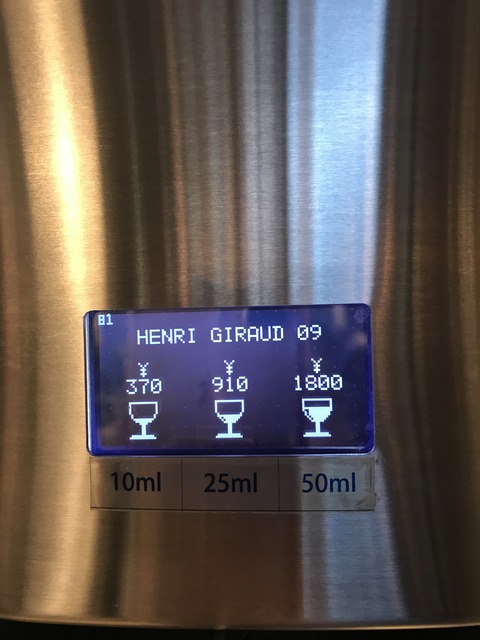 B1
HENRI GIRAUD 09
¥ ¥ ¥
370 910 1800
10ml 25ml 50ml